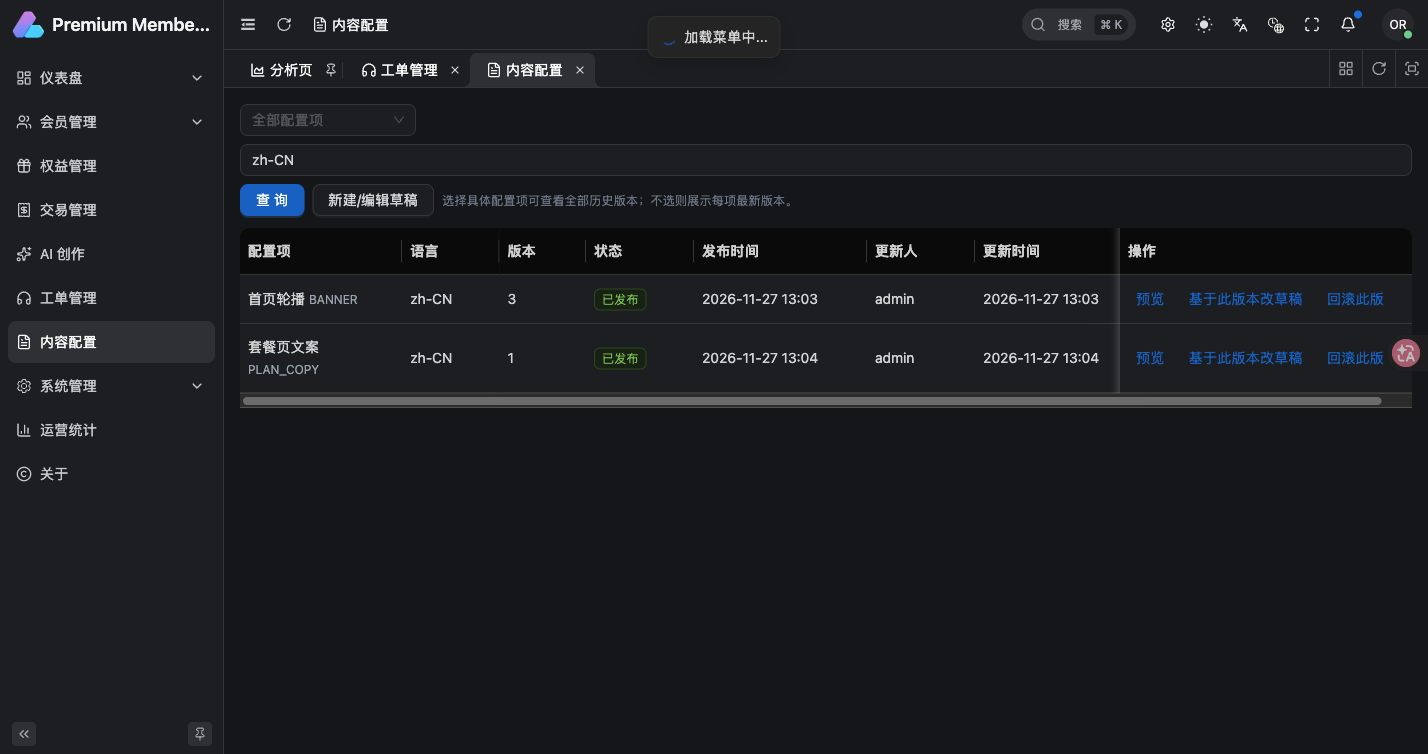 Premium Membe...
内容配置
加载菜单中...
搜索 ⌘ K
OR
仪表盘
会员管理
权益管理
交易管理
AI 创作
工单管理
内容配置
系统管理
运营统计
关于
分析页
工单管理
内容配置
全部配置项
zh-CN
查 询 新建/编辑草稿 选择具体配置项可查看全部历史版本；不选则展示每项最新版本。
配置项 语言 版本 状态 发布时间 更新人 更新时间 操作
首页轮播 BANNER zh-CN 3 已发布 2026-11-27 13:03 admin 2026-11-27 13:03 预览 基于此版本改草稿 回滚此版
套餐页文案
PLAN_COPY
zh-CN 1 已发布 2026-11-27 13:04 admin 2026-11-27 13:04 预览 基于此版本改草稿 回滚此版